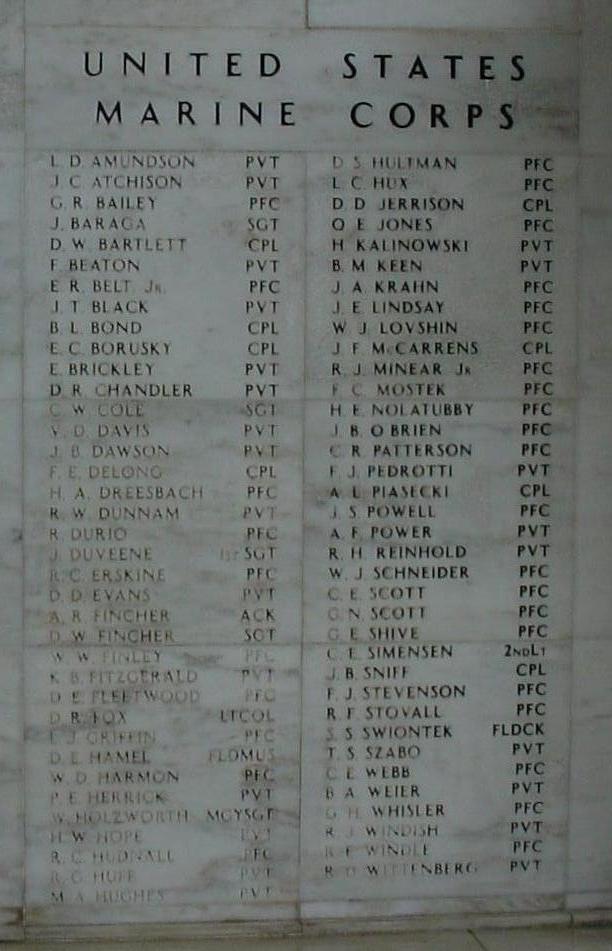 UNITED STATES
MARINE CORPS
L. D. AMUNDSON PVT
J. C. ATCHISON PVT
G. R. BAILEY PFC
J. BARAGA SGT
D. W. BARTLETT CPL
F. BEATON PVT
E. R. BELT JR. PFC
J. T. BLACK PVT
B. L. BOND CPL
E. C. BORUSKY CPL
E. BRICKLEY PVT
D. R. CHANDLER PVT
C. W. COLE SGT
V. D. DAVIS PVT
J. B. DAWSON PVT
F. E. DELONG CPL
H. A. DREESBACH PFC
R. W. DUNNAM PVT
R. DURIO PFC
J. DUVEENE 1ST SGT
R. C. ERSKINE PFC
D. D. EVANS PVT
A. R. FINCHER ACK
D. W. FINCHER SGT
W. W. FINLEY PFC
K. B. FITZGERALD PVT
D. E. FLEETWOOD PFC
D. R. FOX LTCOL
L. J. GRIFFIN PFC
D. E. HAMEL FLDMUS
W. D. HARMON PFC
P. E. HERRICK PVT
W. HOLZWORTH MGYSGT
H. W. HOPE PVT
R. C. HUDNALL PFC
R. G. HUFF PVT
M. A. HUGHES PVT
D. S. HULTMAN PFC
L. C. HUX PFC
D. D. JERRISON CPL
O. E. JONES PFC
H. KALINOWSKI PVT
B. M. KEEN PVT
J. A. KRAHN PFC
J. E. LINDSAY PFC
W. J. LOVSHIN PFC
J. F. McCARRENS CPL
R. J. MINEAR JR PFC
F. C. MOSTEK PFC
H. E. NOLATUBBY PFC
J. B. O BRIEN PFC
C. R. PATTERSON PFC
F. J. PEDROTTI PVT
A. L. PIASECKI CPL
J. S. POWELL PFC
A. F. POWER PVT
R. H. REINHOLD PVT
W. J. SCHNEIDER PFC
C. E. SCOTT PFC
G. N. SCOTT PFC
G. E. SHIVE PFC
C. E. SIMENSEN 2NDLT
J. B. SNIFF CPL
F. J. STEVENSON PFC
R. F. STOVALL PFC
S. S. SWIONTEK FLDCK
T. S. SZABO PVT
C. E. WEBB PFC
B. A. WEIER PVT
G. H. WHISLER PFC
R. J. WINDISH PVT
R. E. WINDLE PFC
R. D. WITTENBERG PVT